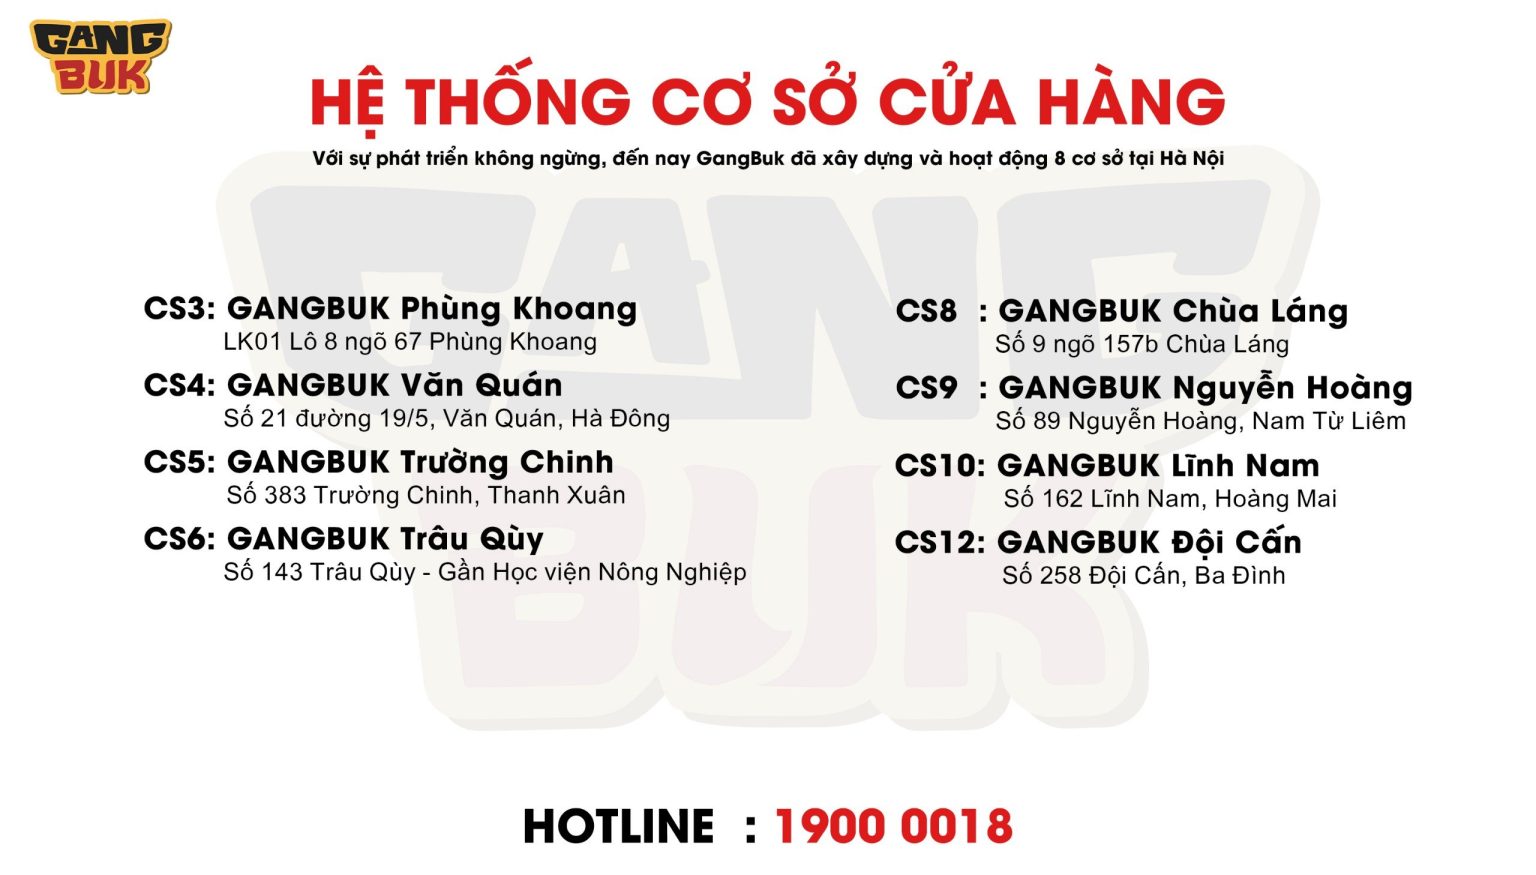 GANG
BUK
HỆ THỐNG CƠ SỞ CỬA HÀNG
Với sự phát triển không ngừng, đến nay GangBuk đã xây dựng và hoạt động 8 cơ sở tại Hà Nội
CS3: GANGBUK Phùng Khoang
LK01 Lô 8 ngõ 67 Phùng Khoang
CS4: GANGBUK Văn Quán
Số 21 đường 19/5, Văn Quán, Hà Đông
CS5: GANGBUK Trường Chinh
Số 383 Trường Chinh, Thanh Xuân
CS6: GANGBUK Trâu Qùy
Số 143 Trâu Qùy - Gần Học viện Nông Nghiệp
CS8 : GANGBUK Chùa Láng
Số 9 ngõ 157b Chùa Láng
CS9 : GANGBUK Nguyễn Hoàng
Số 89 Nguyễn Hoàng, Nam Từ Liêm
CS10: GANGBUK Lĩnh Nam
Số 162 Lĩnh Nam, Hoàng Mai
CS12: GANGBUK Đội Cấn
Số 258 Đội Cấn, Ba Đình
GANG
BUK
HOTLINE : 1900 0018